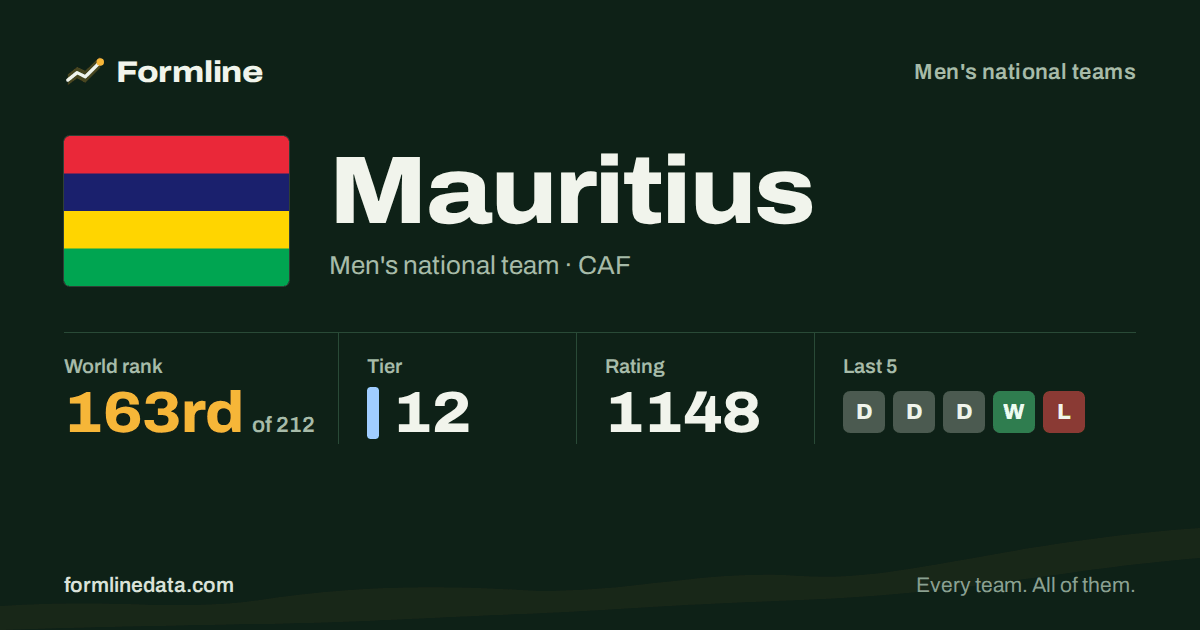 Formline
Men's national teams
Mauritius
Men's national team · CAF
World rank
163rd of 212
Tier
12
Rating
1148
Last 5
D D D W L
formlinedata.com
Every team. All of them.